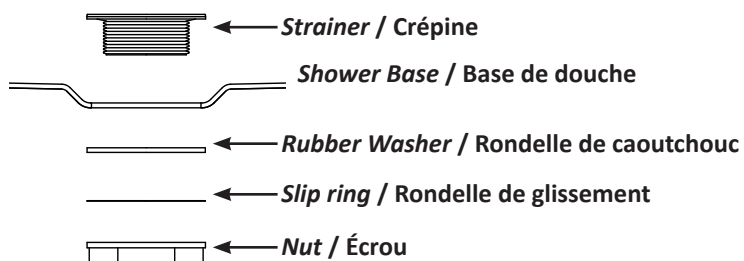 Strainer / Crépine
Shower Base / Base de douche
Rubber Washer / Rondelle de caoutchouc
Slip ring / Rondelle de glissement
Nut / Écrou